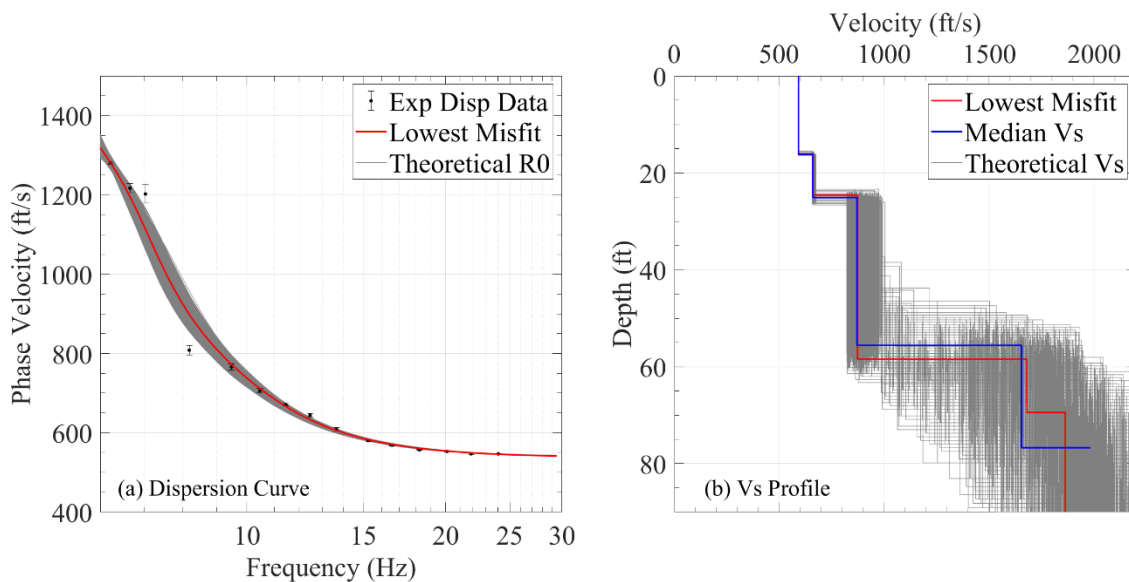 1400
1200
1000
800
600
400
Phase Velocity (ft/s)
10
15
20
25
30
Frequency (Hz)
Exp Disp Data
Lowest Misfit
Theoretical R0
(a) Dispersion Curve
Velocity (ft/s)
0
500
1000
1500
2000
0
20
40
60
80
Depth (ft)
Lowest Misfit
Median Vs
Theoretical Vs
(b) Vs Profile